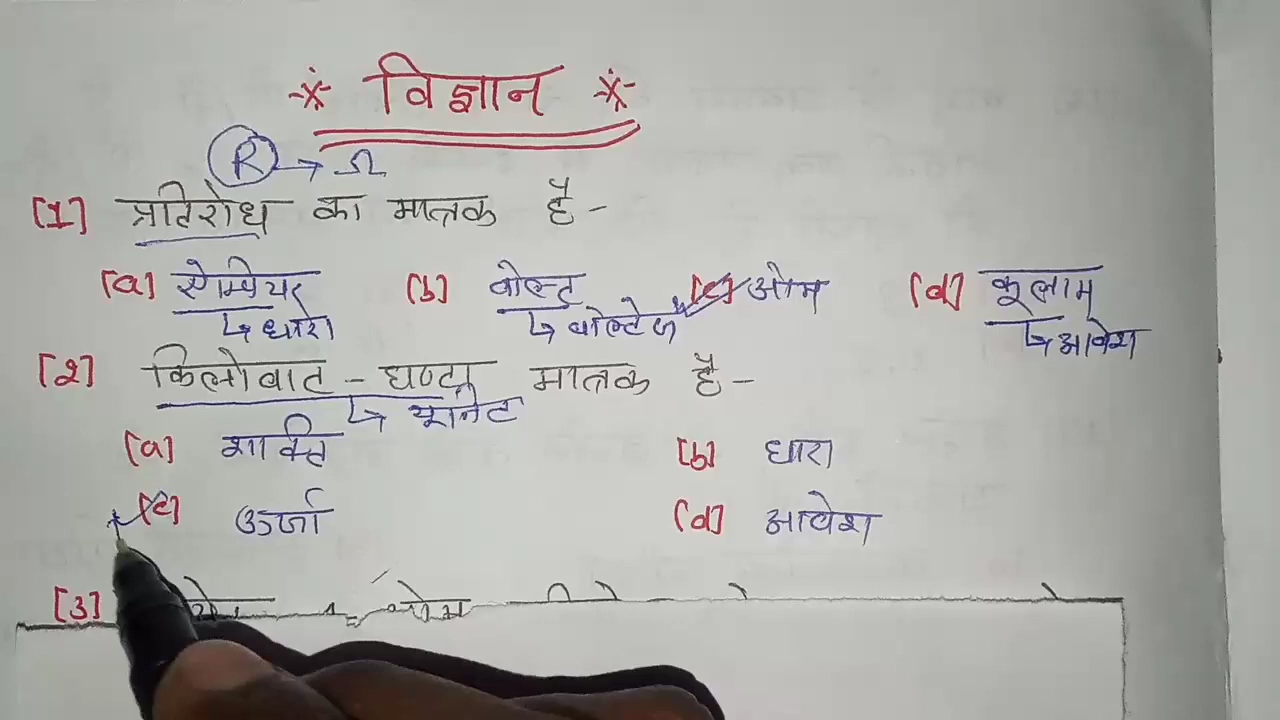 विज्ञान
R → Ω
[1] प्रतिरोध का मात्रक है -
[a] ऐम्पियर [b] वोल्ट [c] ओम [d] कूलाम
↳ धारा ↳ वोल्टेज ↳ आवेश
[2] किलोवाट - घण्टा मात्रक है -
↳ यूनिट
[a] शक्ति [b] धारा
[c] ऊर्जा [d] आवेश
[3]